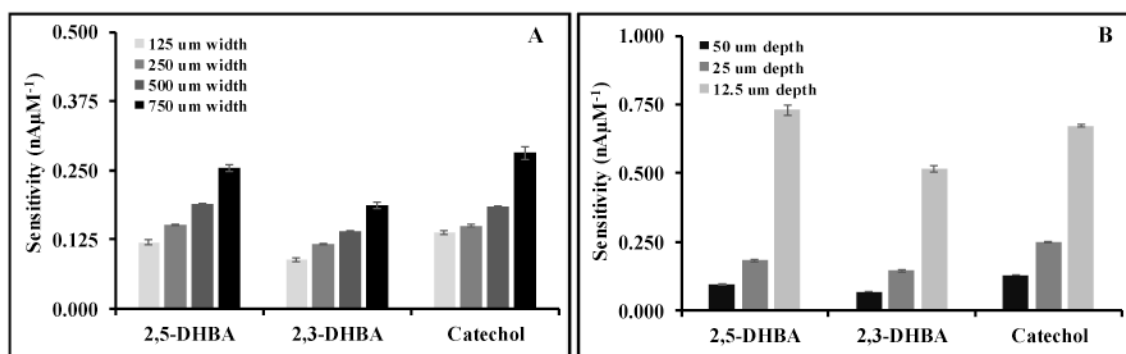 A
0.500
0.375
0.250
0.125
0.000
Sensitivity (nAµM⁻¹)
125 um width
250 um width
500 um width
750 um width
2,5-DHBA
2,3-DHBA
Catechol
B
1.000
0.750
0.500
0.250
0.000
Sensitivity (nAµM⁻¹)
50 um depth
25 um depth
12.5 um depth
2,5-DHBA
2,3-DHBA
Catechol